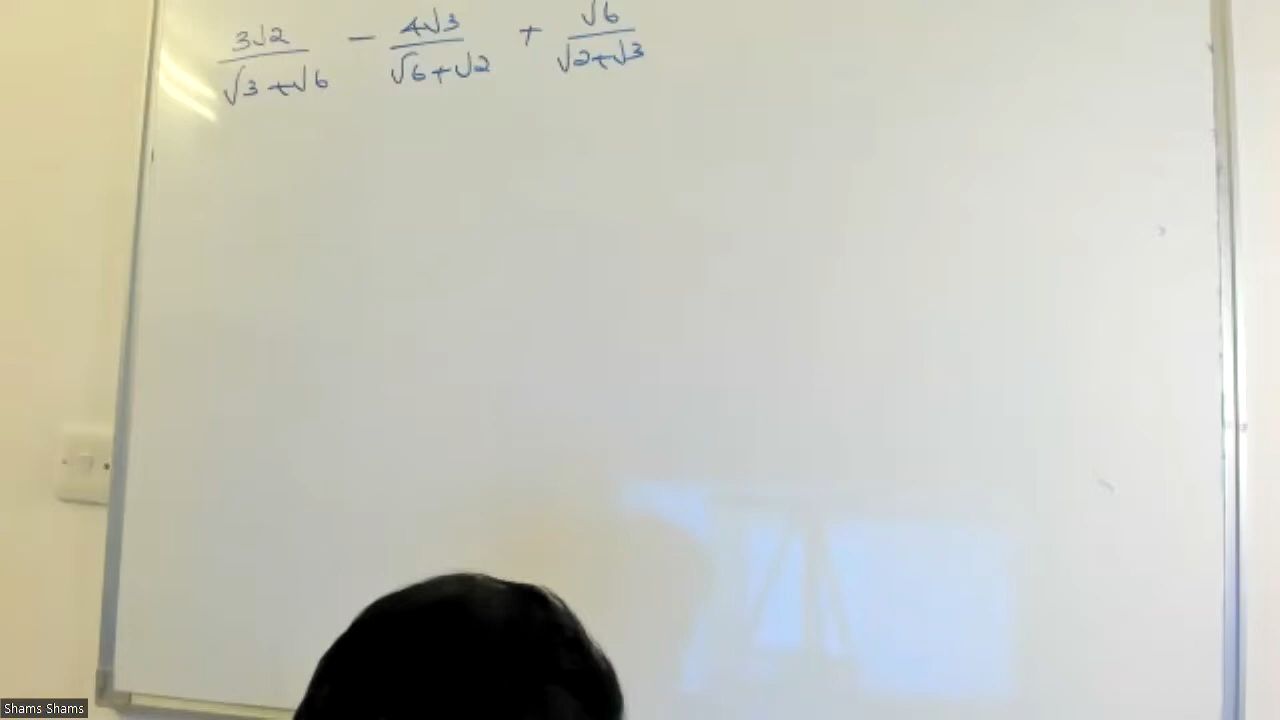 3√2/(√3+√6) − 4√3/(√6+√2) + √6/(√2+√3)
Shams Shams